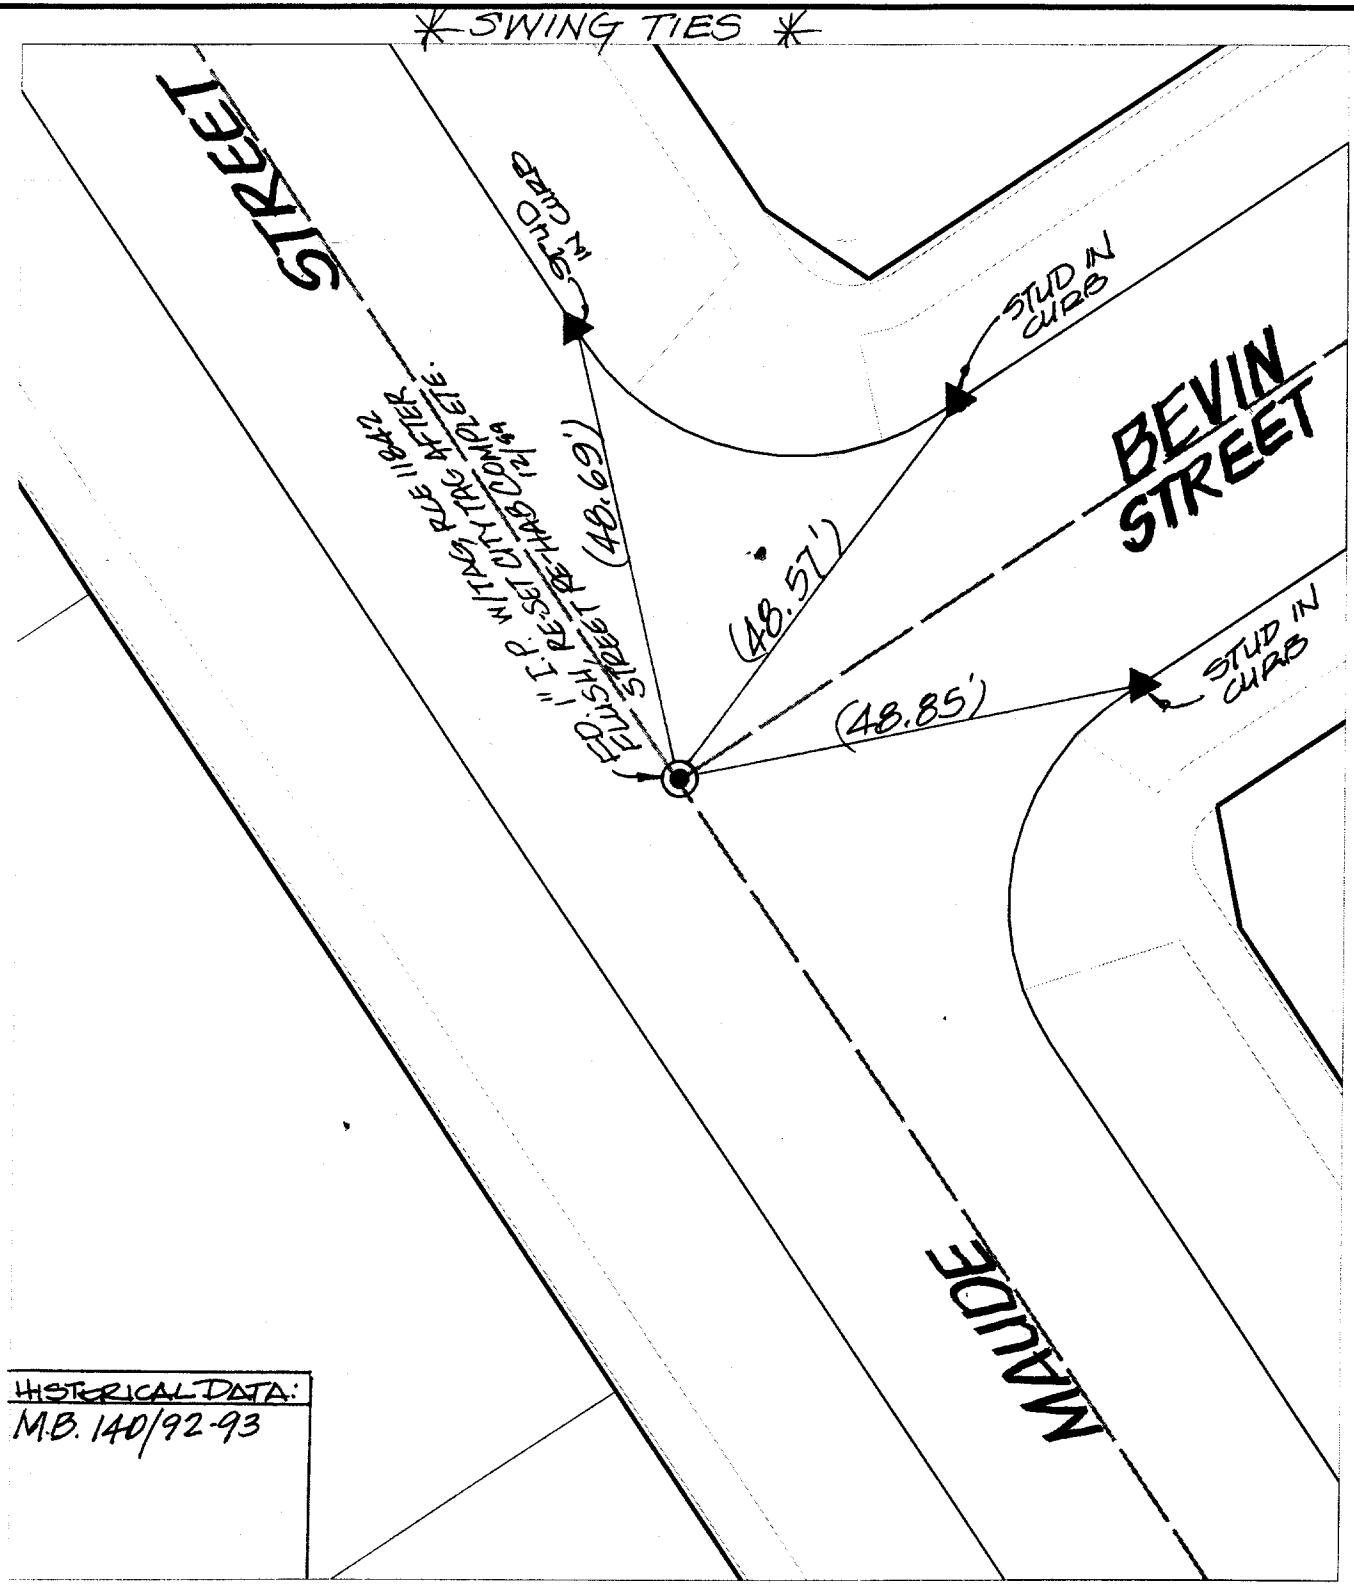 * SWING TIES *
STREET
STUD
IN CURB
STUD IN
CURB
BEVIN
STREET
FD. 1" I.P. W/TAG RCE 11842
FLUSH, RE-SET CITY TAG AFTER
STREET RE-HAB COMPLETE.
12/99
(48.69')
(48.57')
(48.85')
STUD IN
CURB
MAUDE
HISTORICAL DATA:
M.B. 140/92-93